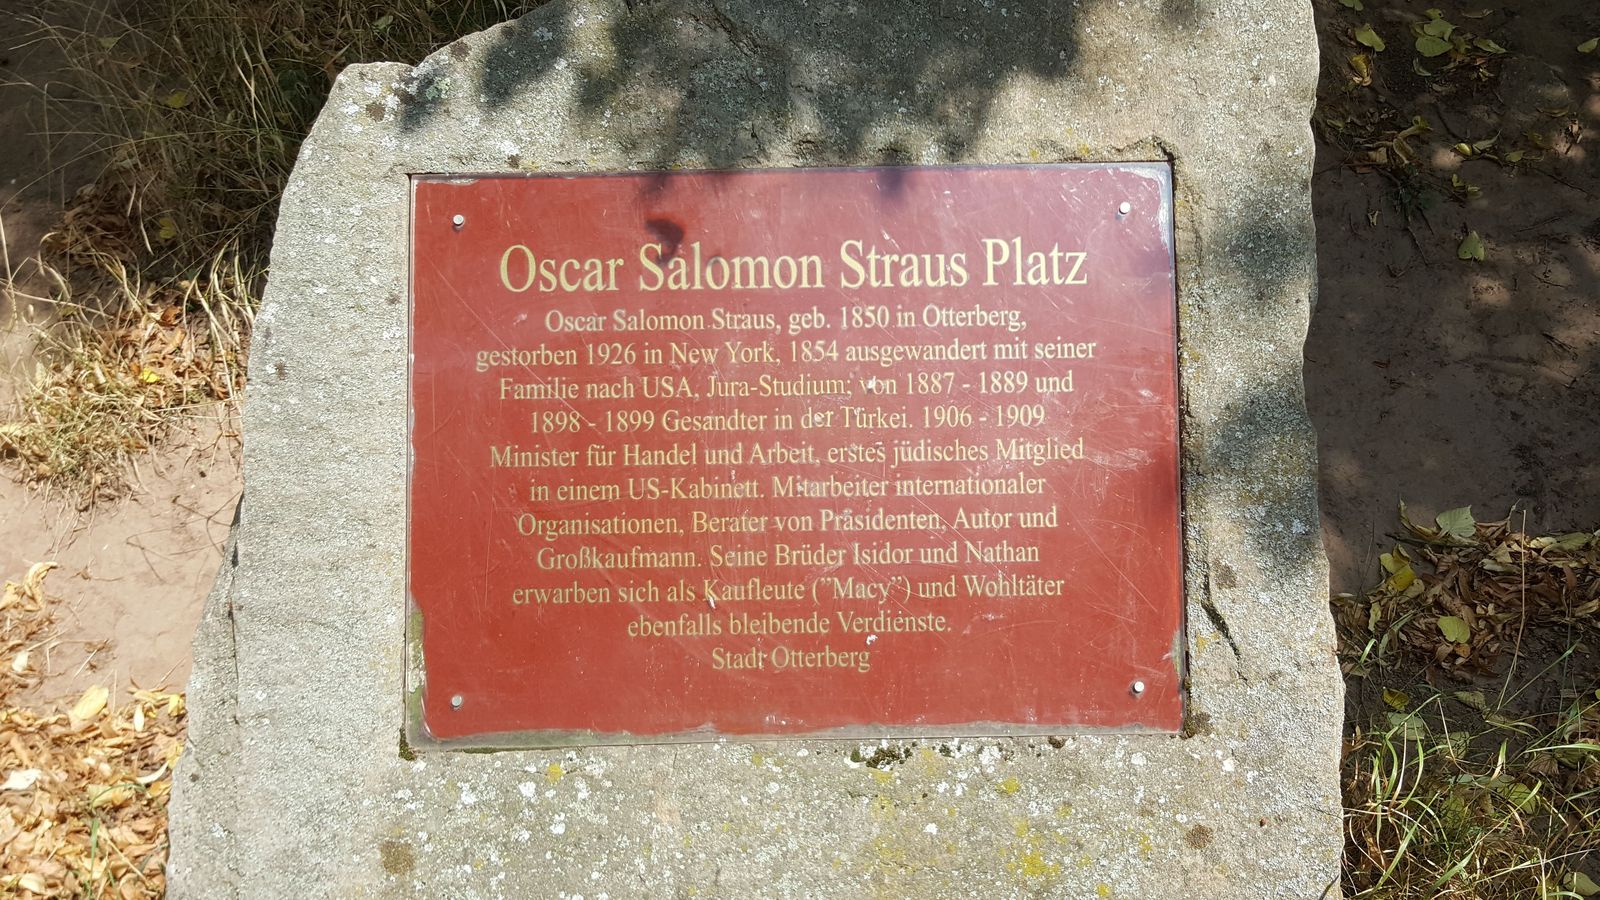 Oscar Salomon Straus Platz
Oscar Salomon Straus, geb. 1850 in Otterberg,
gestorben 1926 in New York, 1854 ausgewandert mit seiner
Familie nach USA, Jura-Studium; von 1887 - 1889 und
1898 - 1899 Gesandter in der Türkei. 1906 - 1909
Minister für Handel und Arbeit, erstes jüdisches Mitglied
in einem US-Kabinett. Mitarbeiter internationaler
Organisationen, Berater von Präsidenten, Autor und
Großkaufmann. Seine Brüder Isidor und Nathan
erwarben sich als Kaufleute ("Macy") und Wohltäter
ebenfalls bleibende Verdienste.
Stadt Otterberg